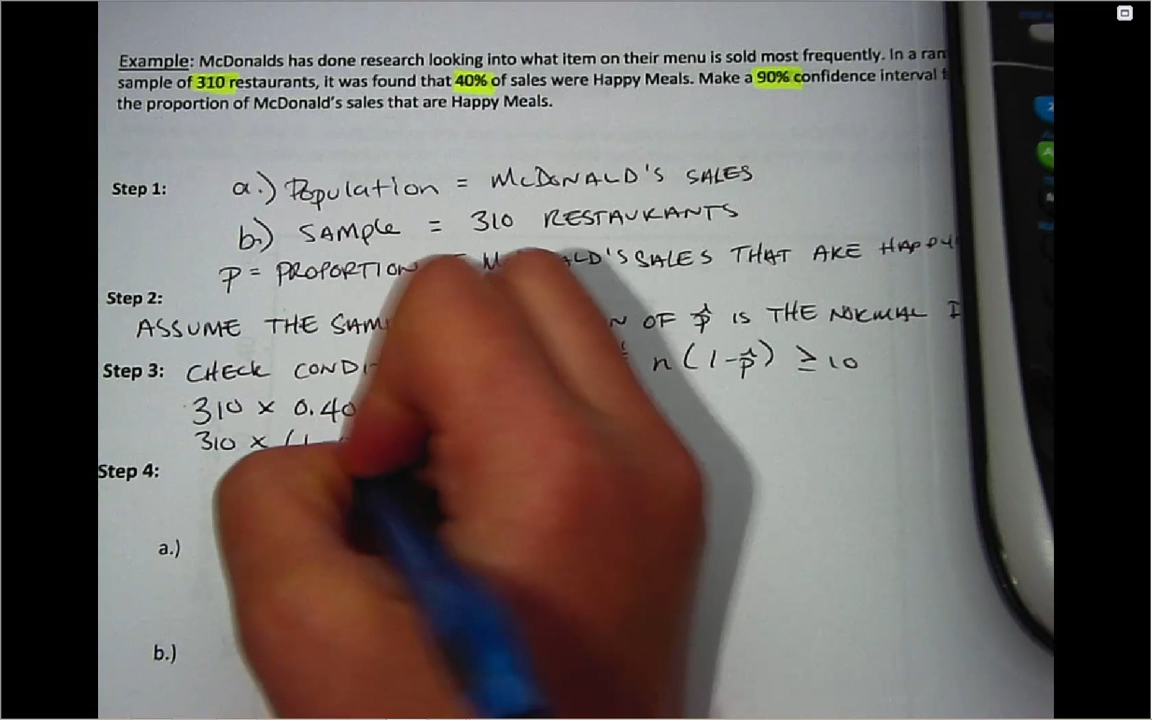 Example: McDonalds has done research looking into what item on their menu is sold most frequently. In a ran
sample of 310 restaurants, it was found that 40% of sales were Happy Meals. Make a 90% confidence interval f
the proportion of McDonald's sales that are Happy Meals.
Step 1: a.) Population = McDONALD'S SALES
b.) SAMPLE = 310 RESTAURANTS
p = PROPORTION ALD'S SALES THAT ARE HAPPY
Step 2:
ASSUME THE SAM OF p̂ IS THE NORMAL
Step 3: CHECK CONDI n(1-p̂) ≥ 10
310 x 0.40
310 x (1-
Step 4:
a.)
b.)